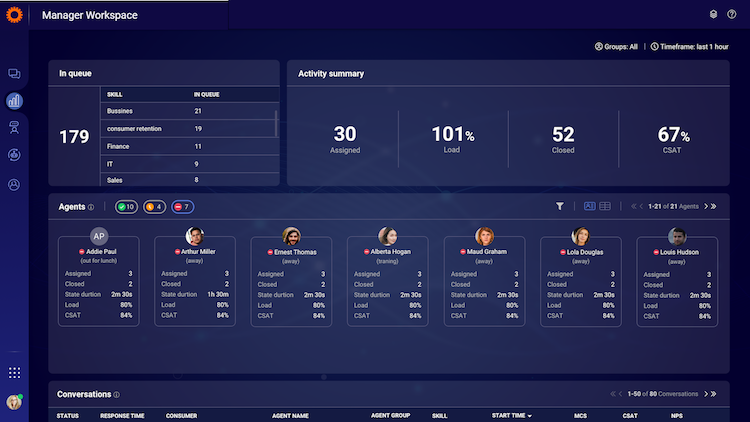 Manager Workspace
Groups: All | Timeframe: last 1 hour
In queue
179
SKILL IN QUEUE
Bussines 21
consumer retention 19
Finance 11
IT 9
Sales 8
Activity summary
30 101% 52 67%
Assigned Load Closed CSAT
Agents 10 4 7 1-21 of 21 Agents
AP
Addie Paul
(out for lunch)
Assigned 3
Closed 2
State durtion 2m 30s
Load 80%
CSAT 84%
Arthur Miller
(away)
Assigned 3
Closed 2
State durtion 1h 30m
Load 80%
CSAT 84%
Ernest Thomas
(away)
Assigned 3
Closed 2
State durtion 2m 30s
Load 80%
CSAT 84%
Alberta Hogan
(traning)
Assigned 3
Closed 2
State durtion 2m 30s
Load 80%
CSAT 84%
Maud Graham
(away)
Assigned 3
Closed 2
State durtion 2m 30s
Load 80%
CSAT 84%
Lola Douglas
(away)
Assigned 3
Closed 2
State durtion 2m 30s
Load 80%
CSAT 84%
Louis Hudson
(away)
Assigned 3
Closed 2
State durtion 2m 30s
Load 80%
CSAT 84%
Conversations 1-50 of 80 Conversations
STATUS RESPONSE TIME CONSUMER AGENT NAME AGENT GROUP SKILL START TIME MCS CSAT NPS